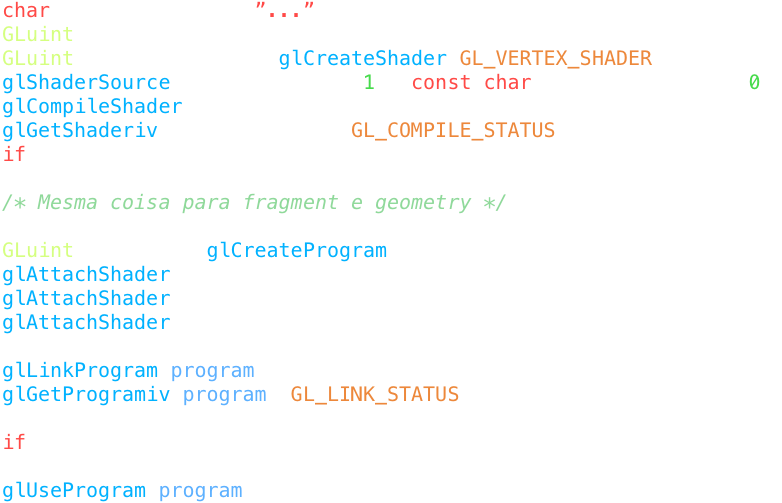 char ”...”
GLuint
GLuint glCreateShader GL_VERTEX_SHADER
glShaderSource 1 const char 0
glCompileShader
glGetShaderiv GL_COMPILE_STATUS
if
/* Mesma coisa para fragment e geometry */
GLuint glCreateProgram
glAttachShader
glAttachShader
glAttachShader
glLinkProgram program
glGetProgramiv program GL_LINK_STATUS
if
glUseProgram program